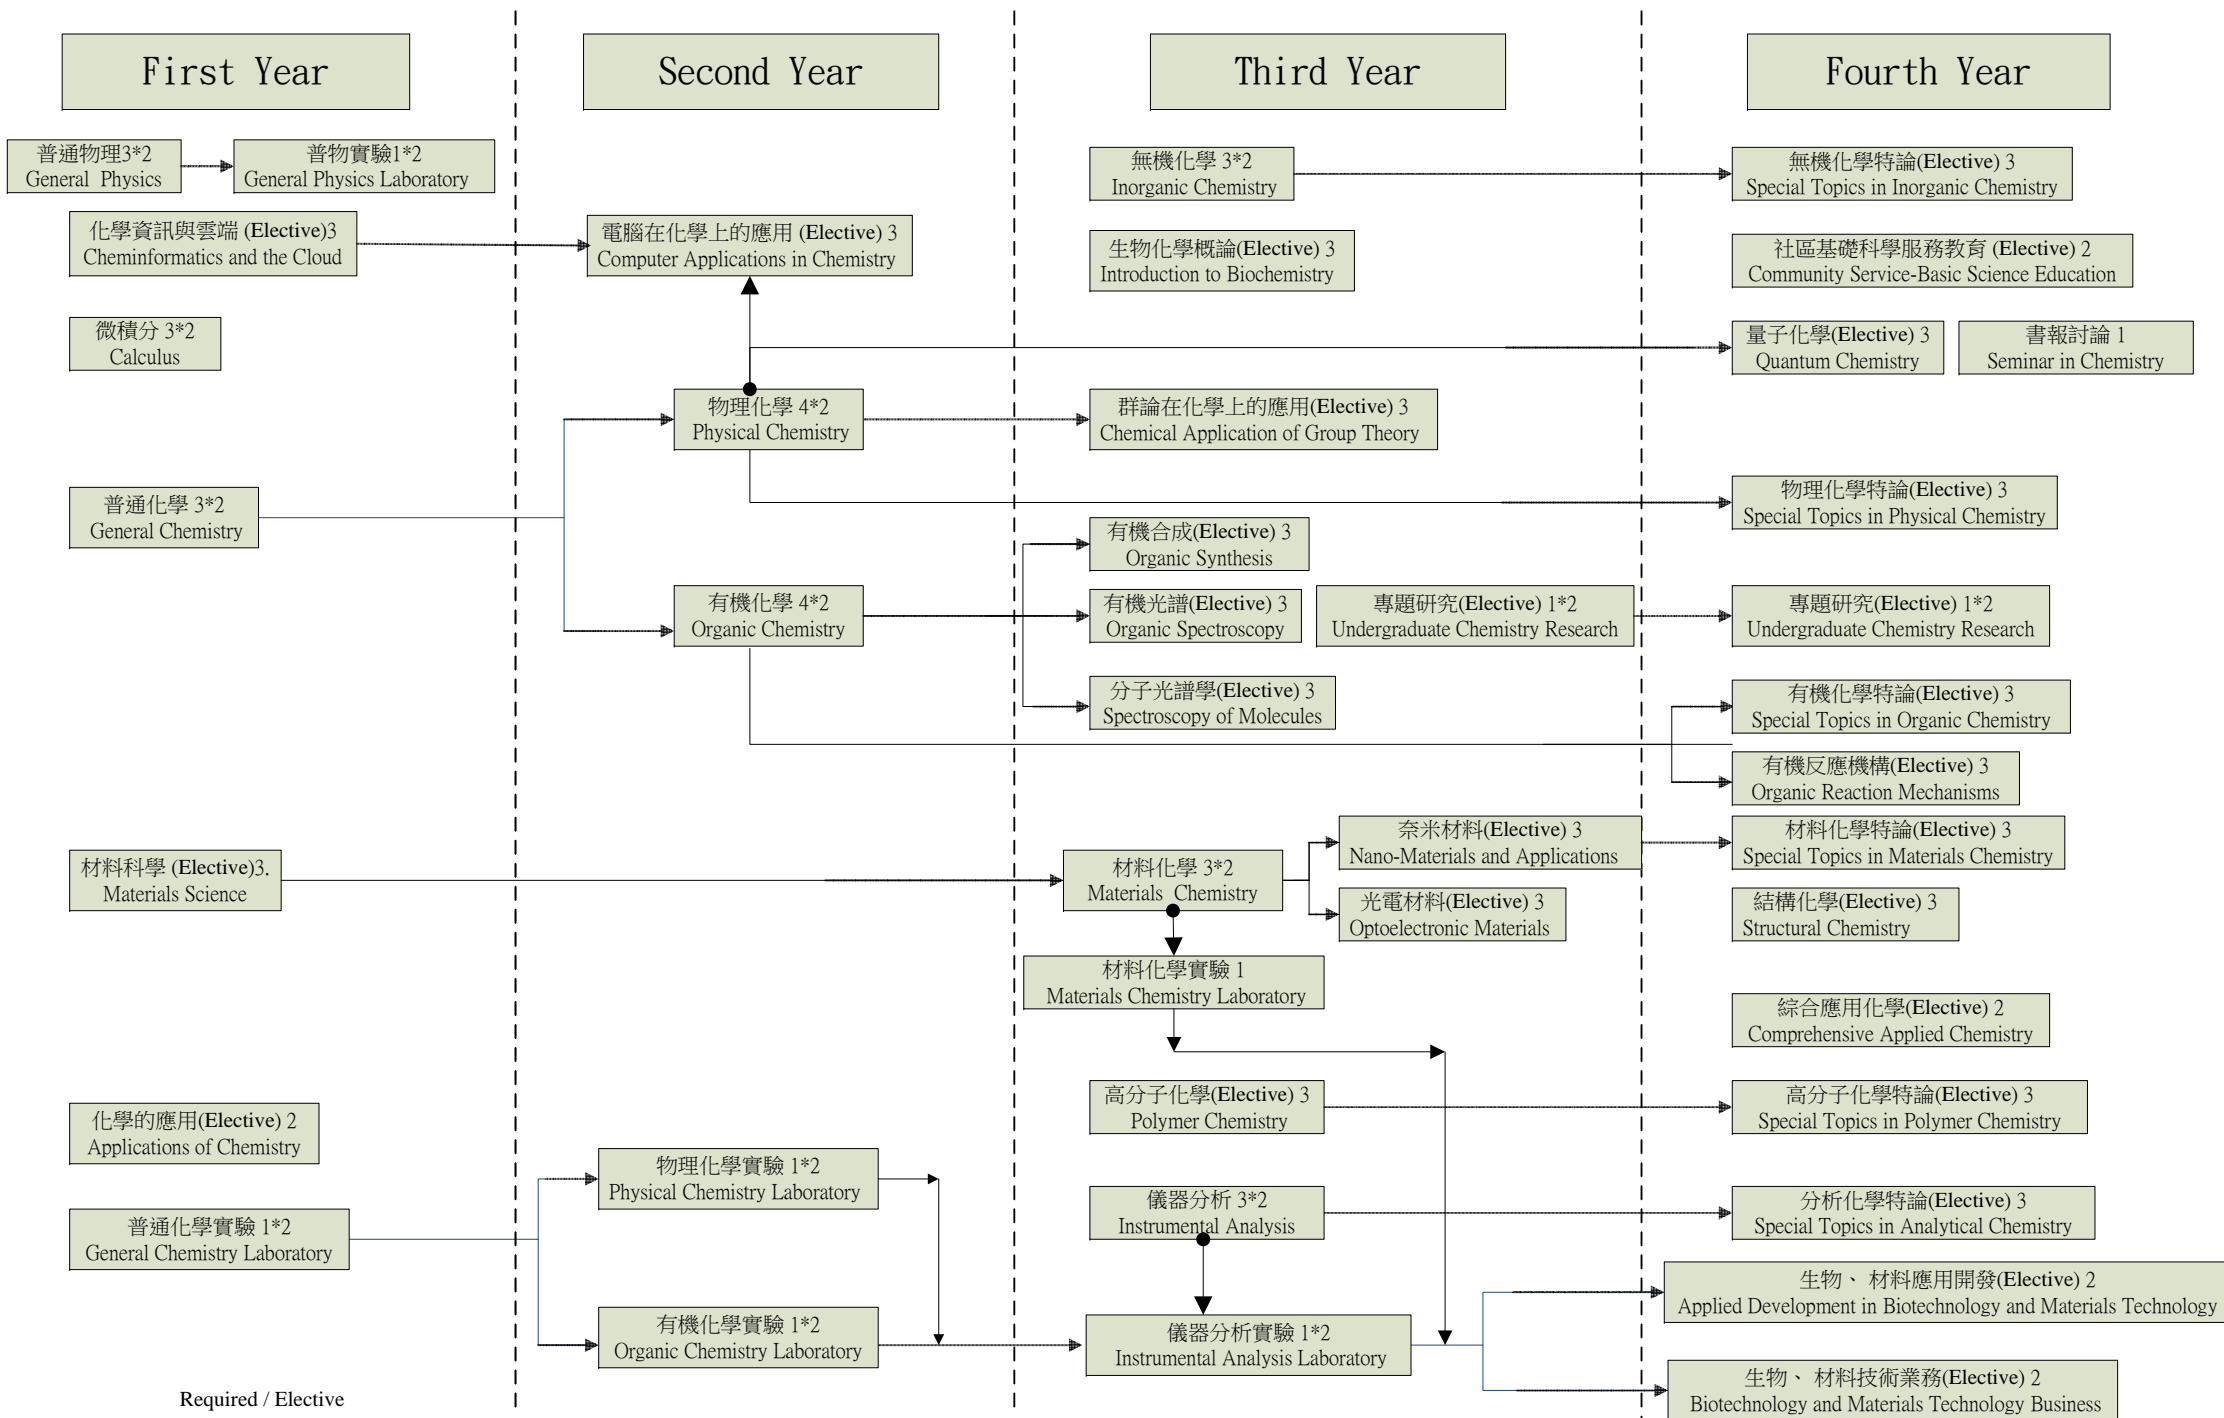 First Year
Second Year
Third Year
Fourth Year
普通物理3*2
General Physics
普物實驗1*2
General Physics Laboratory
無機化學 3*2
Inorganic Chemistry
無機化學特論(Elective) 3
Special Topics in Inorganic Chemistry
化學資訊與雲端 (Elective)3
Cheminformatics and the Cloud
電腦在化學上的應用 (Elective) 3
Computer Applications in Chemistry
生物化學概論(Elective) 3
Introduction to Biochemistry
社區基礎科學服務教育 (Elective) 2
Community Service-Basic Science Education
微積分 3*2
Calculus
量子化學(Elective) 3
Quantum Chemistry
書報討論 1
Seminar in Chemistry
物理化學 4*2
Physical Chemistry
群論在化學上的應用(Elective) 3
Chemical Application of Group Theory
普通化學 3*2
General Chemistry
物理化學特論(Elective) 3
Special Topics in Physical Chemistry
有機合成(Elective) 3
Organic Synthesis
有機化學 4*2
Organic Chemistry
有機光譜(Elective) 3
Organic Spectroscopy
專題研究(Elective) 1*2
Undergraduate Chemistry Research
專題研究(Elective) 1*2
Undergraduate Chemistry Research
分子光譜學(Elective) 3
Spectroscopy of Molecules
有機化學特論(Elective) 3
Special Topics in Organic Chemistry
有機反應機構(Elective) 3
Organic Reaction Mechanisms
材料科學 (Elective)3.
Materials Science
材料化學 3*2
Materials Chemistry
奈米材料(Elective) 3
Nano-Materials and Applications
材料化學特論(Elective) 3
Special Topics in Materials Chemistry
光電材料(Elective) 3
Optoelectronic Materials
結構化學(Elective) 3
Structural Chemistry
材料化學實驗 1
Materials Chemistry Laboratory
綜合應用化學(Elective) 2
Comprehensive Applied Chemistry
化學的應用(Elective) 2
Applications of Chemistry
高分子化學(Elective) 3
Polymer Chemistry
高分子化學特論(Elective) 3
Special Topics in Polymer Chemistry
物理化學實驗 1*2
Physical Chemistry Laboratory
普通化學實驗 1*2
General Chemistry Laboratory
儀器分析 3*2
Instrumental Analysis
分析化學特論(Elective) 3
Special Topics in Analytical Chemistry
有機化學實驗 1*2
Organic Chemistry Laboratory
儀器分析實驗 1*2
Instrumental Analysis Laboratory
生物、 材料應用開發(Elective) 2
Applied Development in Biotechnology and Materials Technology
生物、 材料技術業務(Elective) 2
Biotechnology and Materials Technology Business
Required / Elective